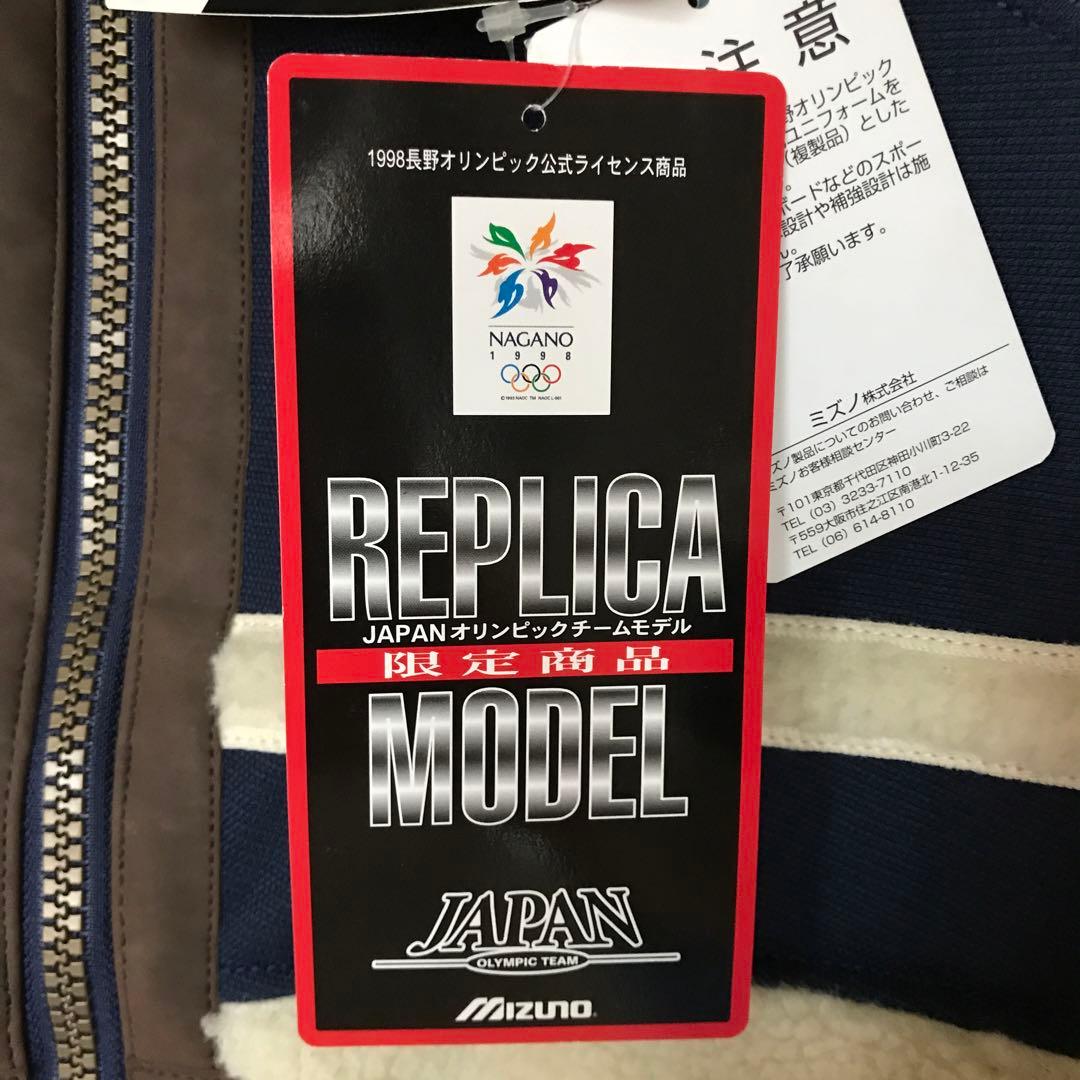 1998長野オリンピック公式ライセンス商品
NAGANO
1998
REPLICA
JAPANオリンピックチームモデル
限定商品
MODEL
JAPAN
OLYMPIC TEAM
MIZUNO
注意
オリンピック
ユニフォームを
(複製品)とした
ボードなどのスポー
設計や補強設計は施
ん。
了承願います。
ミズノ株式会社
ズノ製品についてのお問い合わせ、ご相談は
ミズノお客様相談センター
〒101東京都千代田区神田小川町3-22
TEL (03) 3233-7110
〒559大阪市住之江区南港北1-12-35
TEL (06) 614-8110